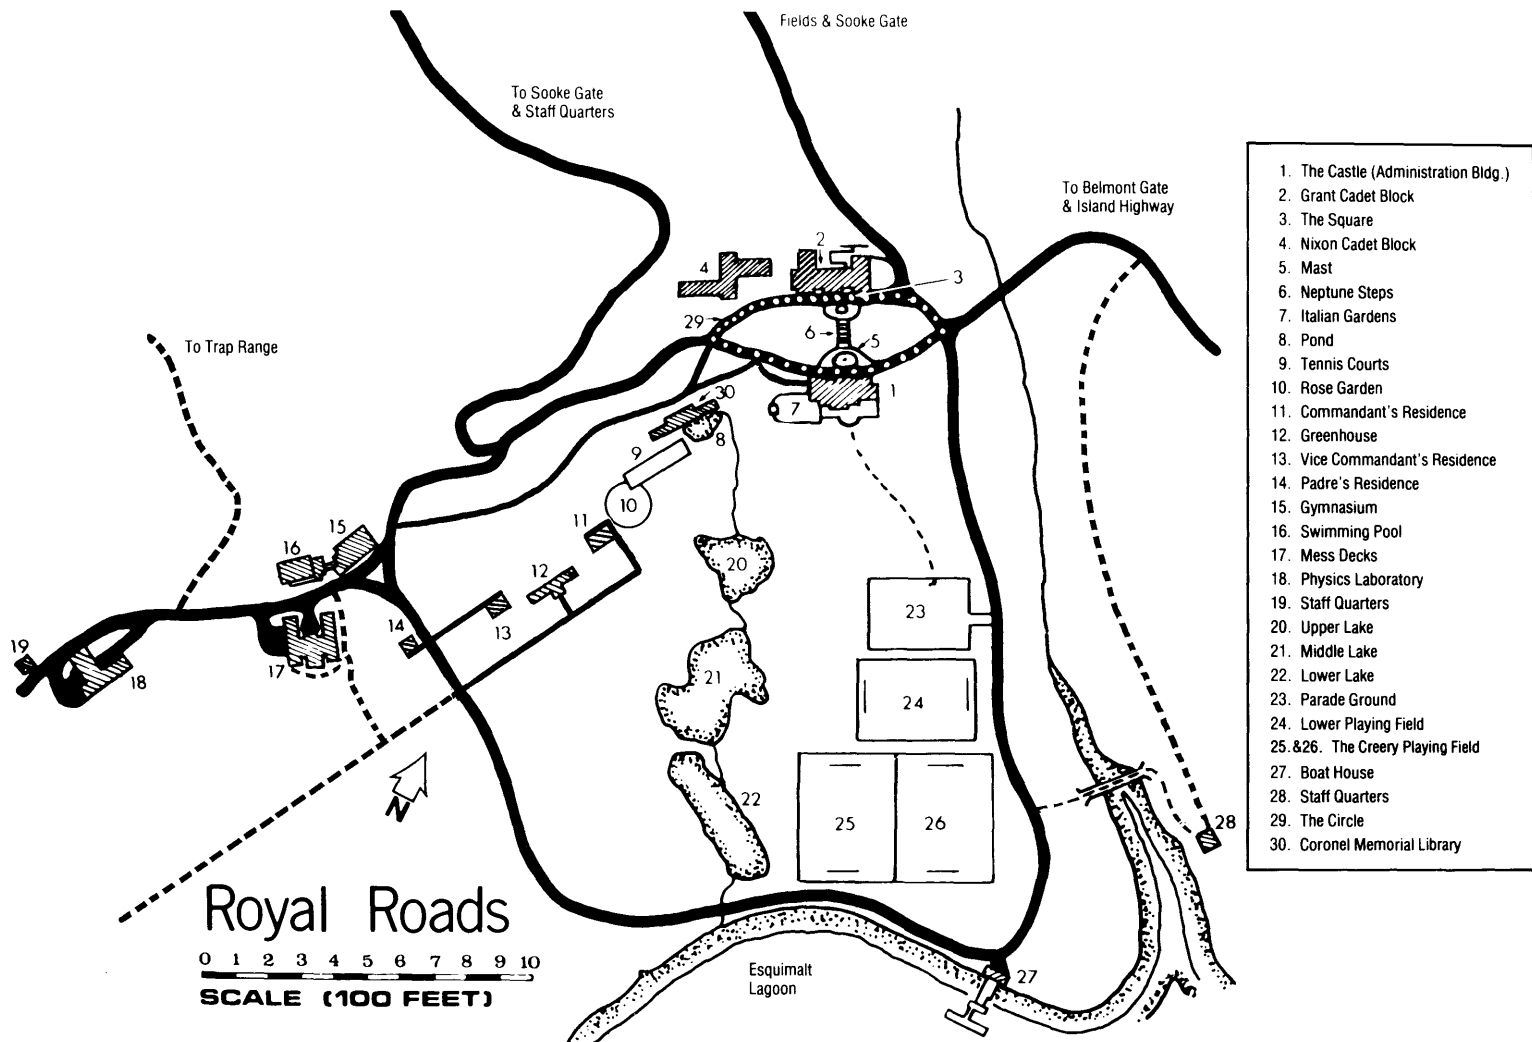 Fields & Sooke Gate
To Sooke Gate
& Staff Quarters
To Belmont Gate
& Island Highway
To Trap Range
2
4
3
29
6
5
30
1
7
8
9
10
11
15
16
12
20
14
13
23
19
17
18
21
24
22
25
26
28
27
N
Royal Roads
0 1 2 3 4 5 6 7 8 9 10
SCALE (100 FEET)
Esquimalt
Lagoon
1. The Castle (Administration Bldg.)
2. Grant Cadet Block
3. The Square
4. Nixon Cadet Block
5. Mast
6. Neptune Steps
7. Italian Gardens
8. Pond
9. Tennis Courts
10. Rose Garden
11. Commandant's Residence
12. Greenhouse
13. Vice Commandant's Residence
14. Padre's Residence
15. Gymnasium
16. Swimming Pool
17. Mess Decks
18. Physics Laboratory
19. Staff Quarters
20. Upper Lake
21. Middle Lake
22. Lower Lake
23. Parade Ground
24. Lower Playing Field
25.&26. The Creery Playing Field
27. Boat House
28. Staff Quarters
29. The Circle
30. Coronel Memorial Library